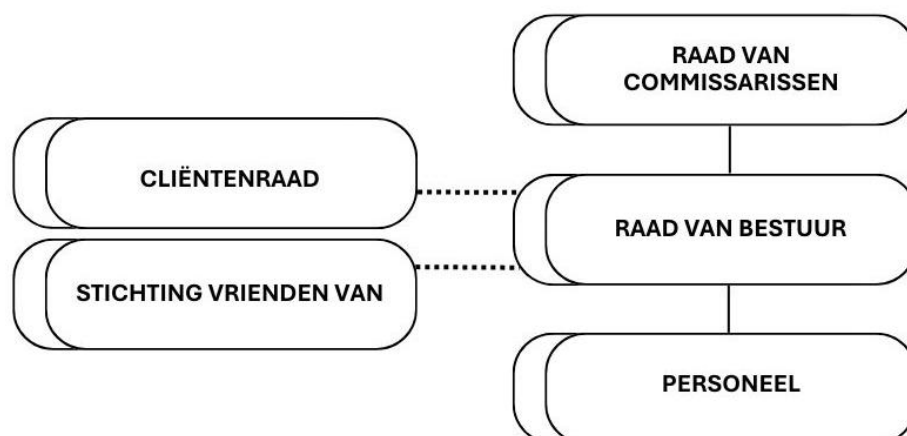 RAAD VAN
COMMISSARISSEN
CLIËNTENRAAD
RAAD VAN BESTUUR
STICHTING VRIENDEN VAN
PERSONEEL